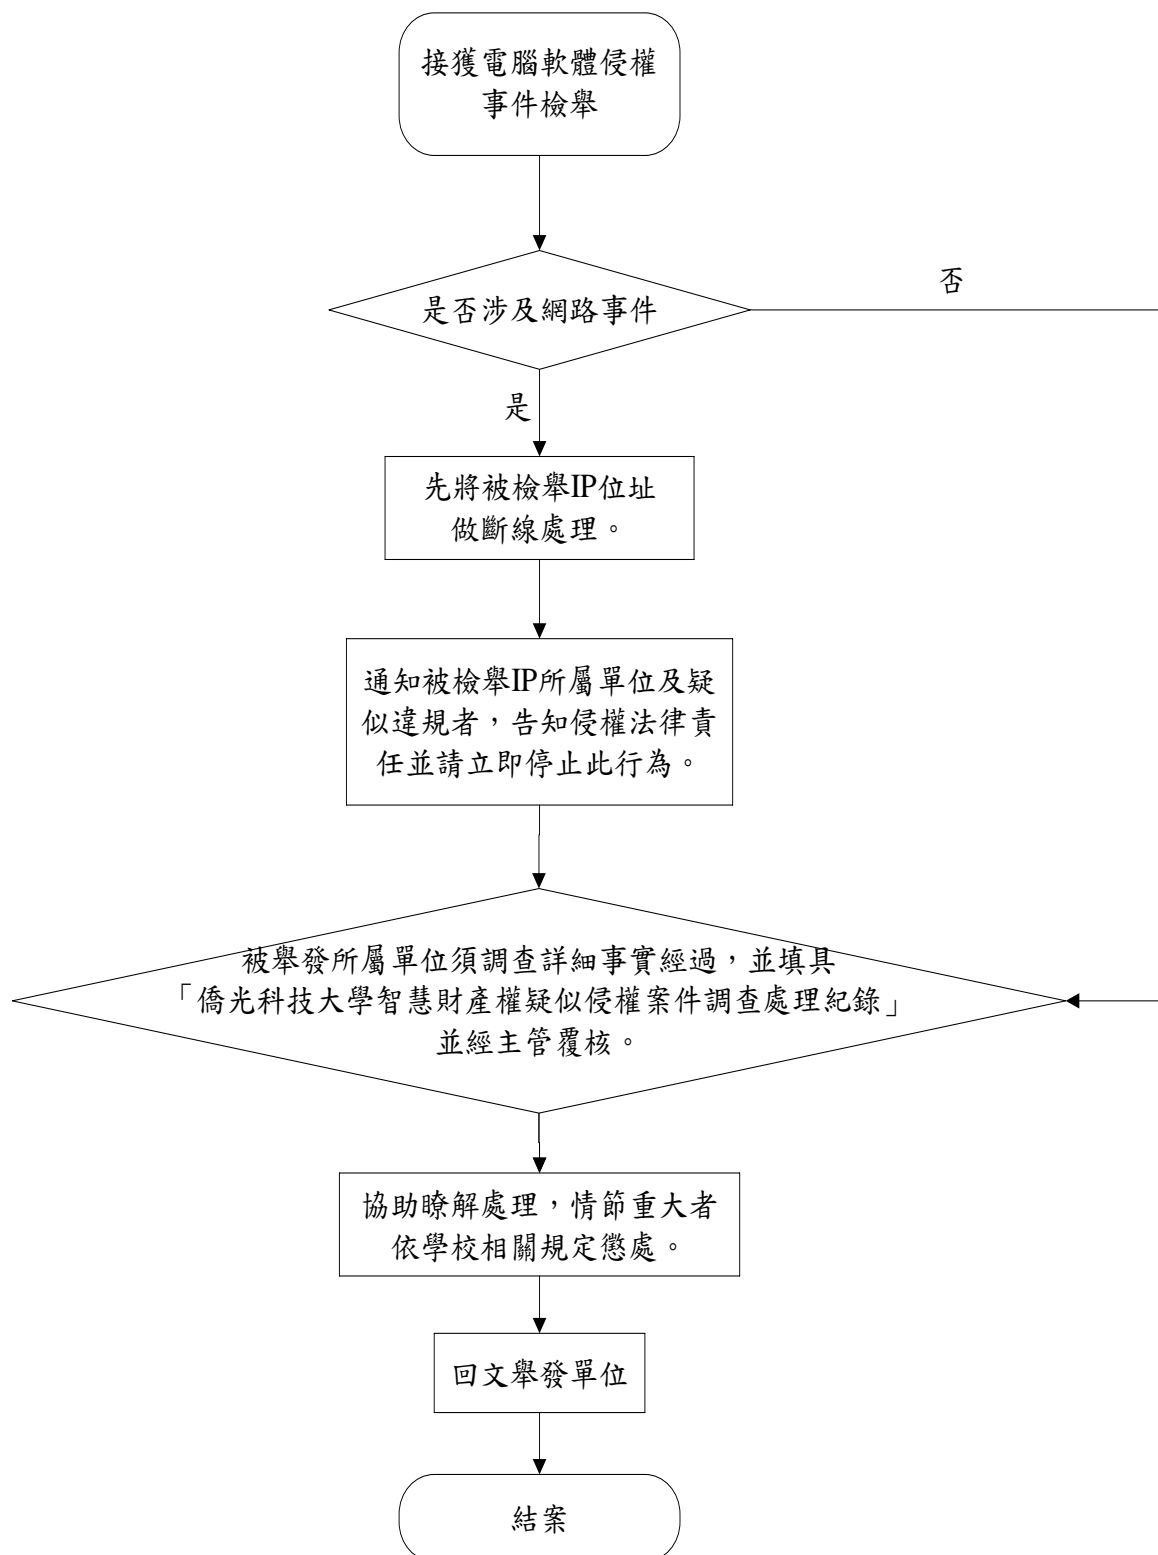 接獲電腦軟體侵權
事件檢舉
是否涉及網路事件
否
是
先將被檢舉IP位址
做斷線處理。
通知被檢舉IP所屬單位及疑
似違規者，告知侵權法律責
任並請立即停止此行為。
被舉發所屬單位須調查詳細事實經過，並填具
「僑光科技大學智慧財產權疑似侵權案件調查處理紀錄」
並經主管覆核。
協助瞭解處理，情節重大者
依學校相關規定懲處。
回文舉發單位
結案